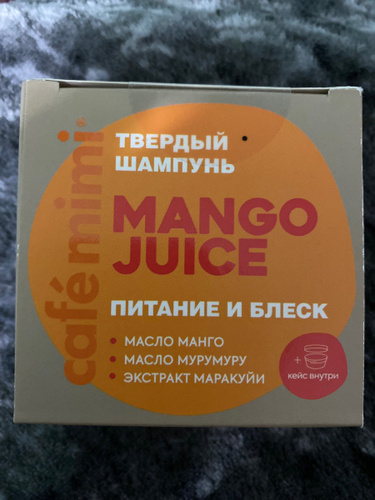 café mimi®
ТВЕРДЫЙ
ШАМПУНЬ
MANGO
JUICE
ПИТАНИЕ И БЛЕСК
• МАСЛО МАНГО
• МАСЛО МУРУМУРУ
• ЭКСТРАКТ МАРАКУЙИ
+
кейс внутри